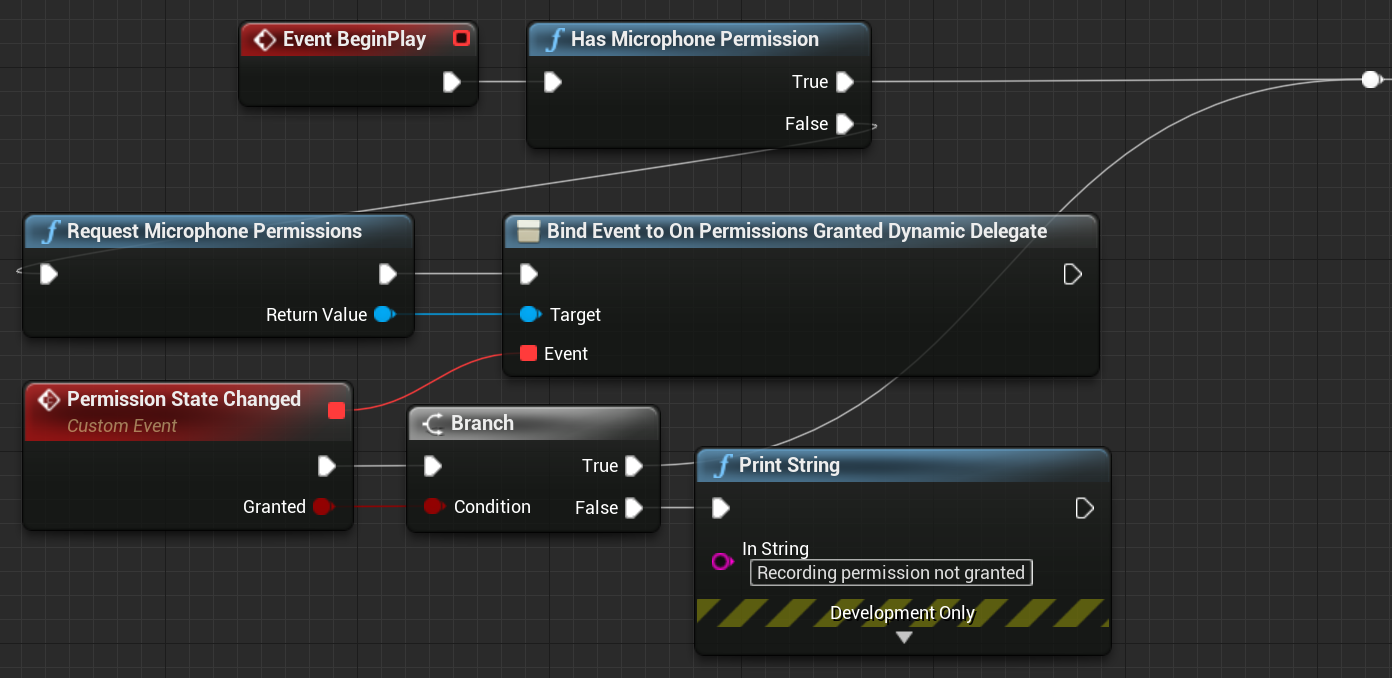 Event BeginPlay
Has Microphone Permission
True
False
Request Microphone Permissions
Return Value
Bind Event to On Permissions Granted Dynamic Delegate
Target
Event
Permission State Changed
Custom Event
Granted
Branch
True
Condition
False
Print String
In String
Recording permission not granted
Development Only